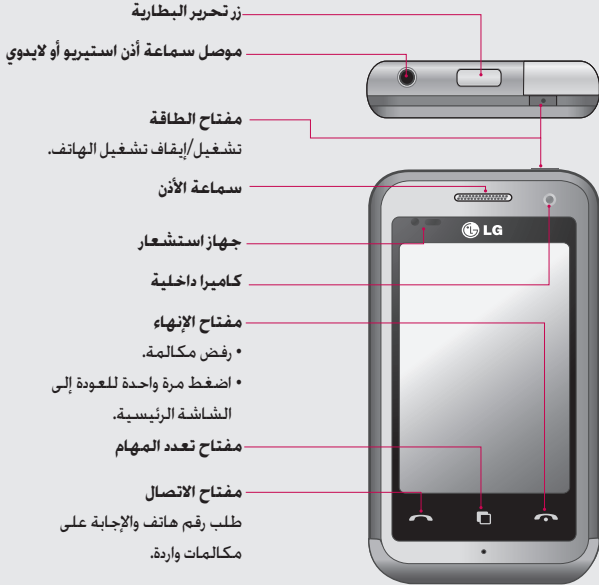 زر تحرير البطارية
موصل سماعة أذن استيريو أو لايدوي
مفتاح الطاقة
تشغيل/إيقاف تشغيل الهاتف.
سماعة الأذن
جهاز استشعار
كاميرا داخلية
مفتاح الإنهاء
• رفض مكالمة.
• اضغط مرة واحدة للعودة إلى
الشاشة الرئيسية.
مفتاح تعدد المهام
مفتاح الاتصال
طلب رقم هاتف والإجابة على
مكالمات واردة.
LG